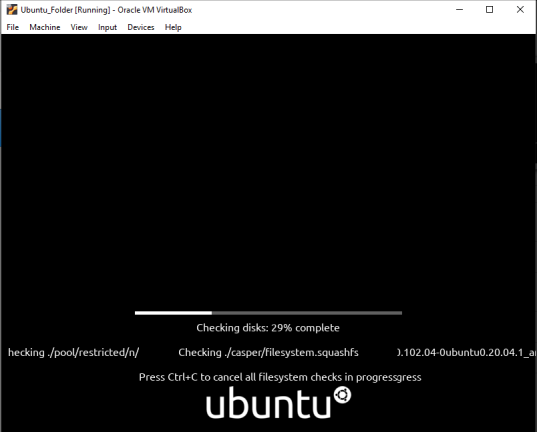 Ubuntu_Folder [Running] - Oracle VM VirtualBox
File Machine View Input Devices Help
Checking disks: 29% complete
hecking ./pool/restricted/n/ Checking ./casper/filesystem.squashfs 0.102.04-0ubuntu0.20.04.1_a
Press Ctrl+C to cancel all filesystem checks in progressgress
ubuntu